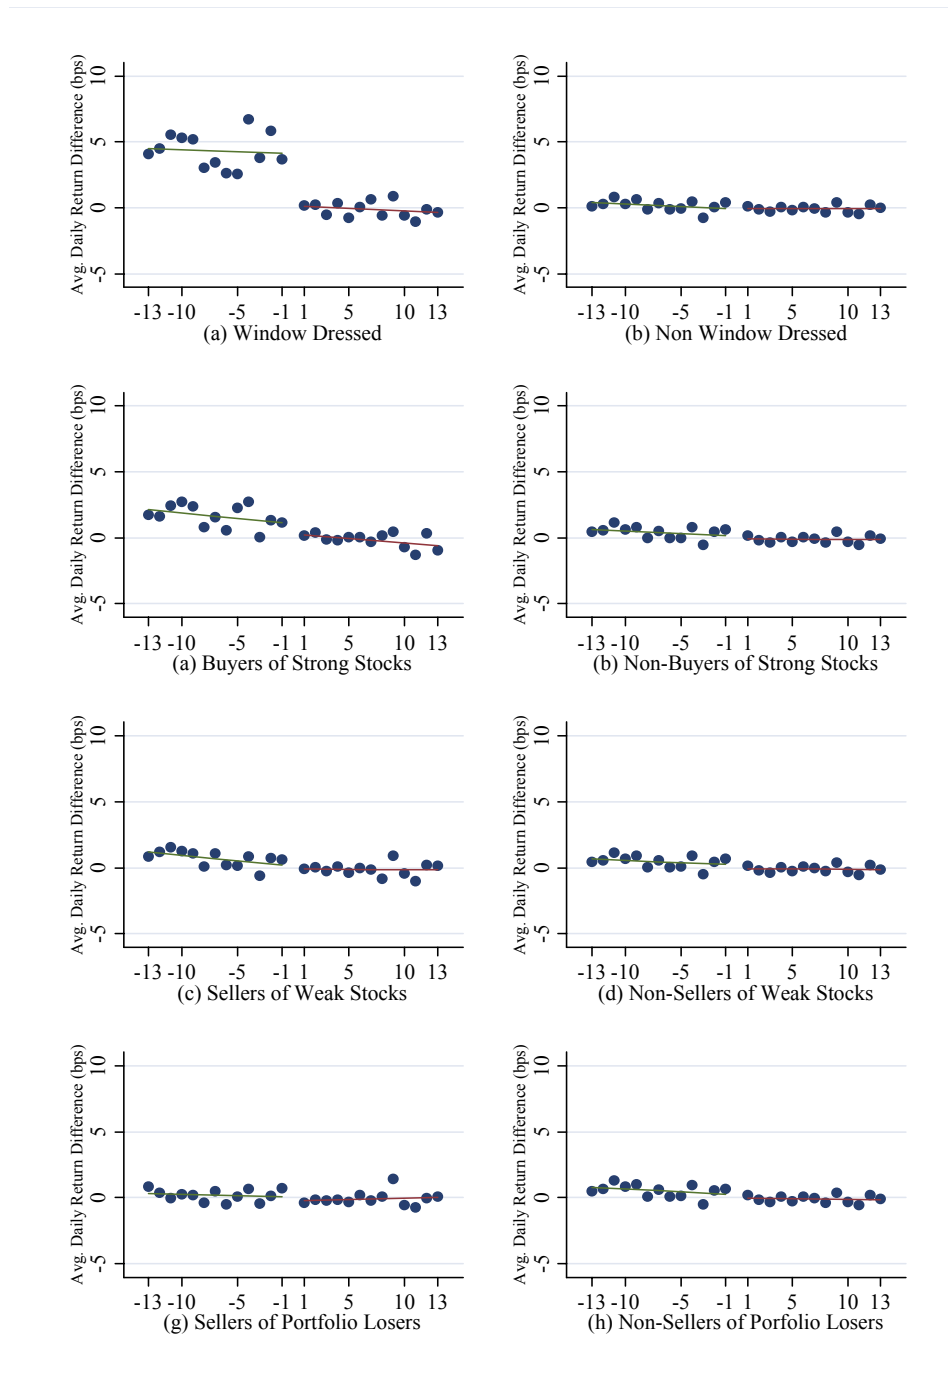 Avg. Daily Return Difference (bps)
10
5
0
-5
-13 -10 -5 -1 1 5 10 13
(a) Window Dressed
Avg. Daily Return Difference (bps)
10
5
0
-5
-13 -10 -5 -1 1 5 10 13
(b) Non Window Dressed
Avg. Daily Return Difference (bps)
10
5
0
-5
-13 -10 -5 -1 1 5 10 13
(a) Buyers of Strong Stocks
Avg. Daily Return Difference (bps)
10
5
0
-5
-13 -10 -5 -1 1 5 10 13
(b) Non-Buyers of Strong Stocks
Avg. Daily Return Difference (bps)
10
5
0
-5
-13 -10 -5 -1 1 5 10 13
(c) Sellers of Weak Stocks
Avg. Daily Return Difference (bps)
10
5
0
-5
-13 -10 -5 -1 1 5 10 13
(d) Non-Sellers of Weak Stocks
Avg. Daily Return Difference (bps)
10
5
0
-5
-13 -10 -5 -1 1 5 10 13
(g) Sellers of Portfolio Losers
Avg. Daily Return Difference (bps)
10
5
0
-5
-13 -10 -5 -1 1 5 10 13
(h) Non-Sellers of Porfolio Losers